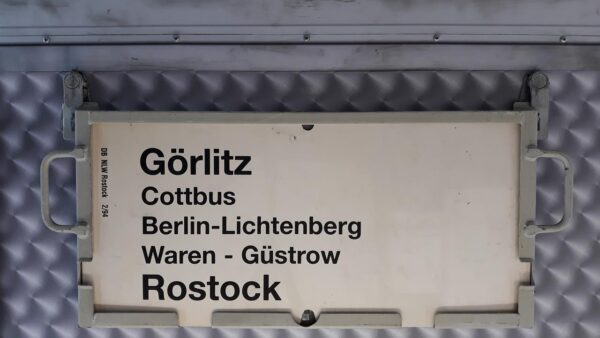 Görlitz
Cottbus
Berlin-Lichtenberg
Waren - Güstrow
Rostock
DB NLW Rostock 2/94